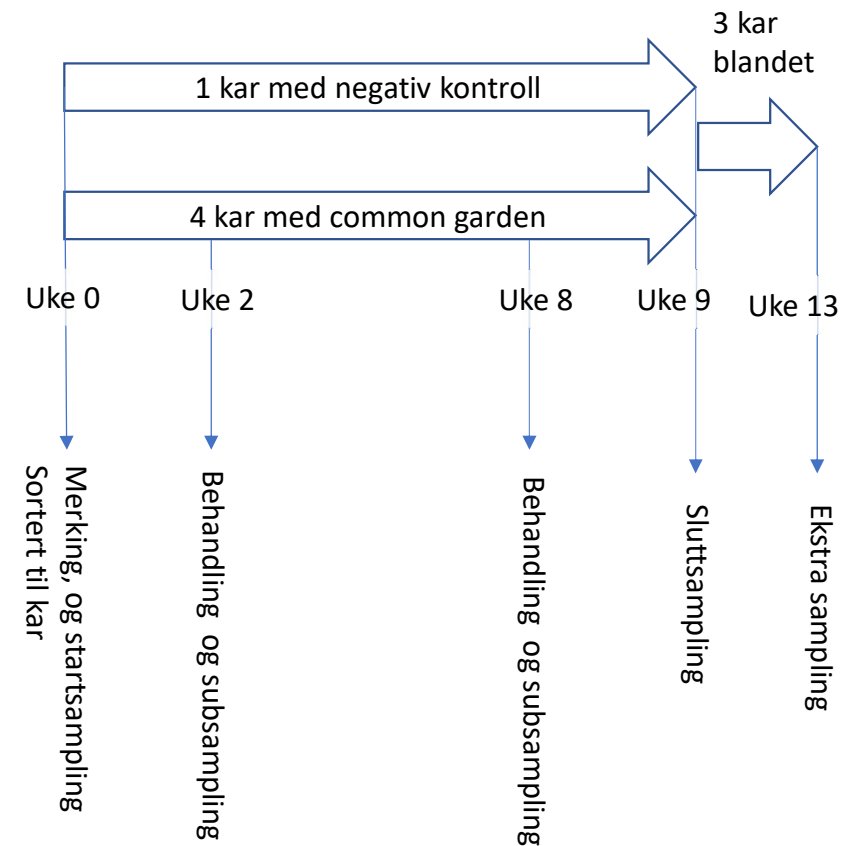 3 kar
blandet
1 kar med negativ kontroll
4 kar med common garden
Uke 0
Uke 2
Uke 8
Uke 9
Uke 13
Merking, og startsampling
Sortert til kar
Behandling og subsampling
Behandling og subsampling
Sluttsampling
Ekstra sampling